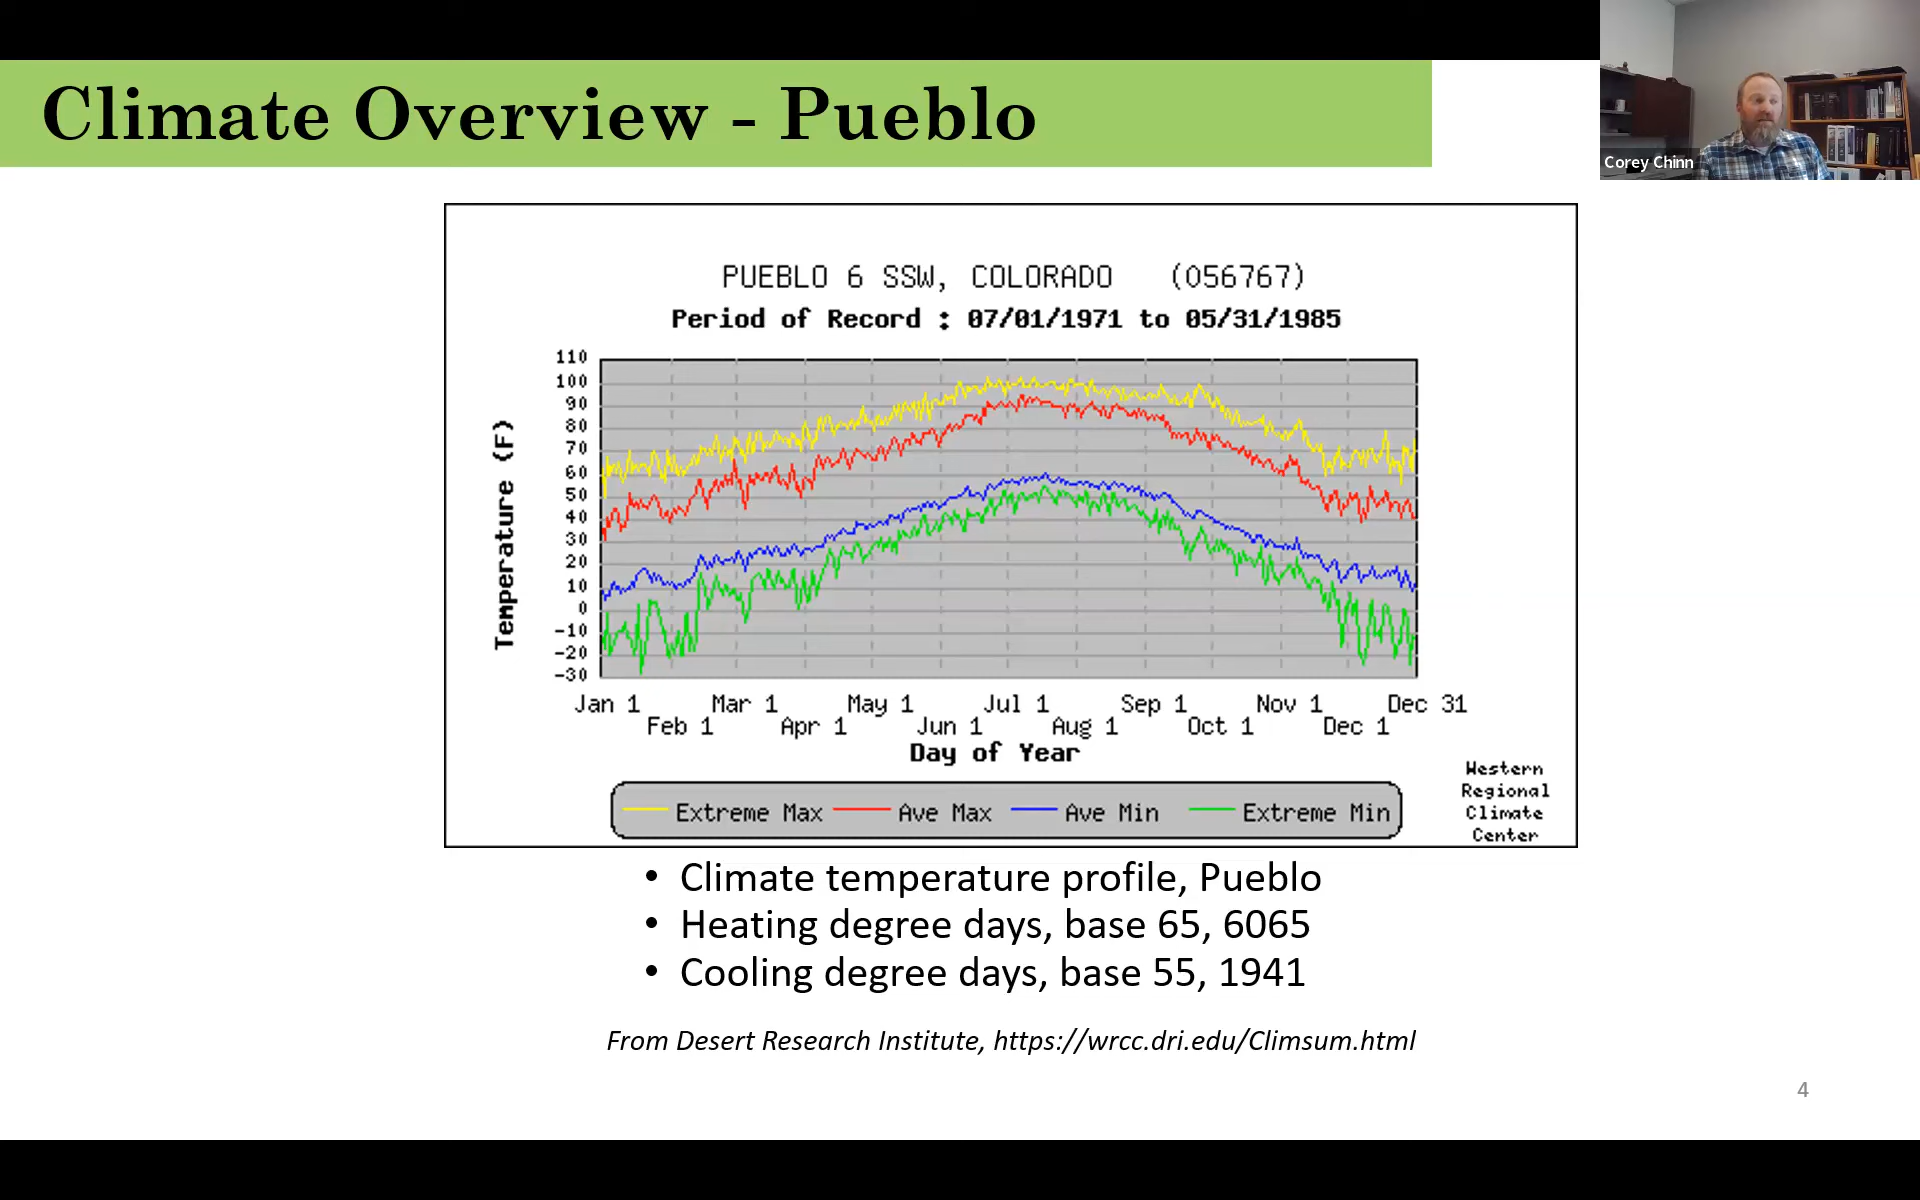 Climate Overview - Pueblo
Corey Chinn
PUEBLO 6 SSW, COLORADO (056767)
Period of Record : 07/01/1971 to 05/31/1985
110
100
90
80
70
60
50
40
30
20
10
0
-10
-20
-30
Temperature (F)
Jan 1 Mar 1 May 1 Jul 1 Sep 1 Nov 1 Dec 31
Feb 1 Apr 1 Jun 1 Aug 1 Oct 1 Dec 1
Day of Year
Extreme Max Ave Max Ave Min Extreme Min
Western
Regional
Climate
Center
• Climate temperature profile, Pueblo
• Heating degree days, base 65, 6065
• Cooling degree days, base 55, 1941
From Desert Research Institute, https://wrcc.dri.edu/Climsum.html
4